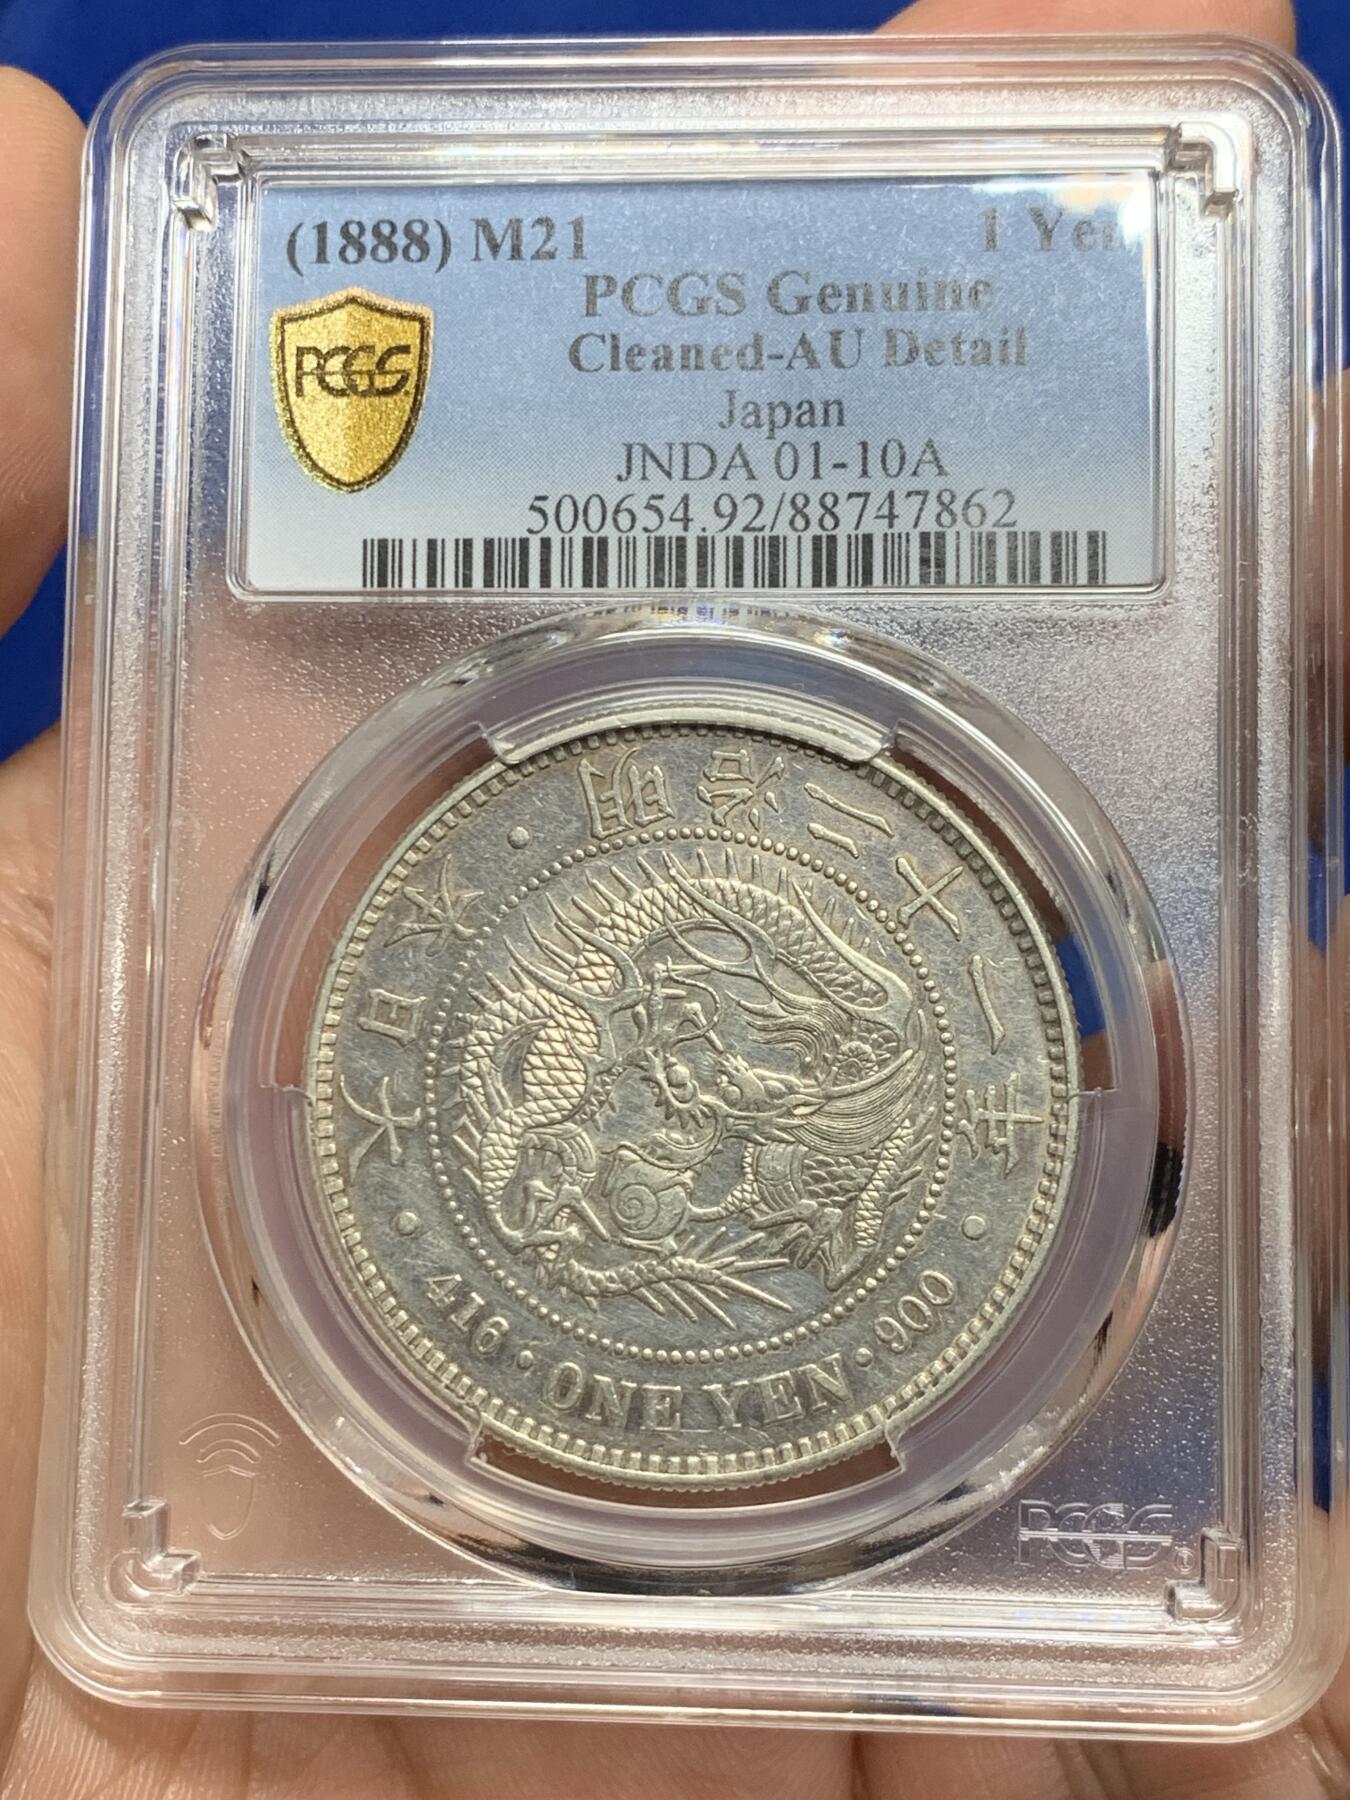 (1888) M21 1 Yen
PCGS Genuine
Cleaned-AU Detail
Japan
JNDA 01-10A
500654.92/88747862
PCGS
大日本 · 明治二十一年
416 · ONE YEN · 900
PCGS